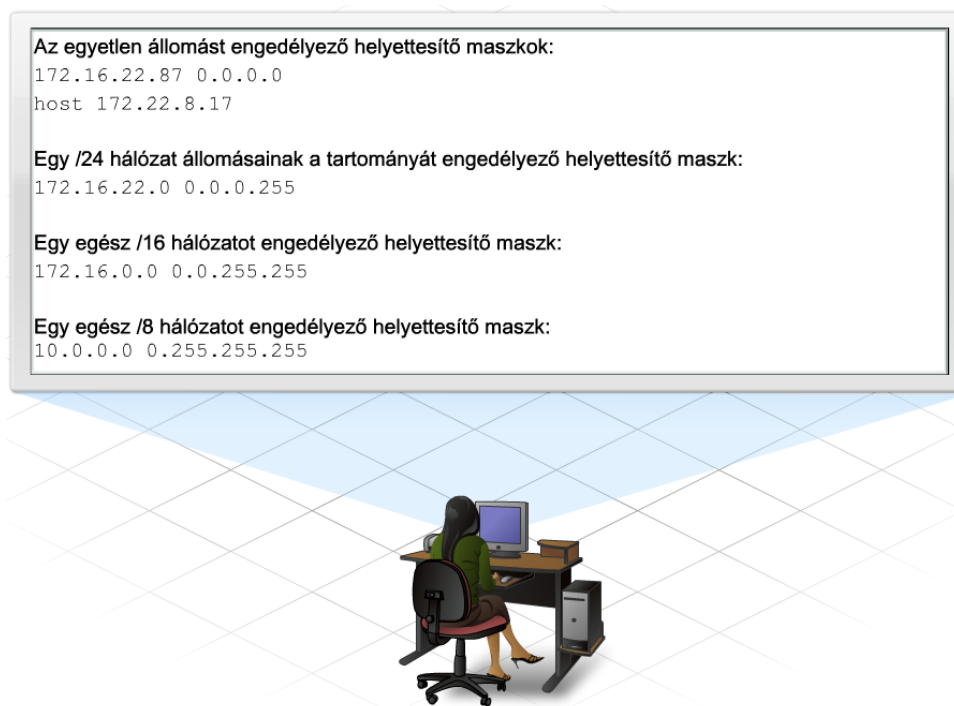 Az egyetlen állomást engedélyező helyettesítő maszkok:
172.16.22.87 0.0.0.0
host 172.22.8.17
Egy /24 hálózat állomásainak a tartományát engedélyező helyettesítő maszk:
172.16.22.0 0.0.0.255
Egy egész /16 hálózatot engedélyező helyettesítő maszk:
172.16.0.0 0.0.255.255
Egy egész /8 hálózatot engedélyező helyettesítő maszk:
10.0.0.0 0.255.255.255